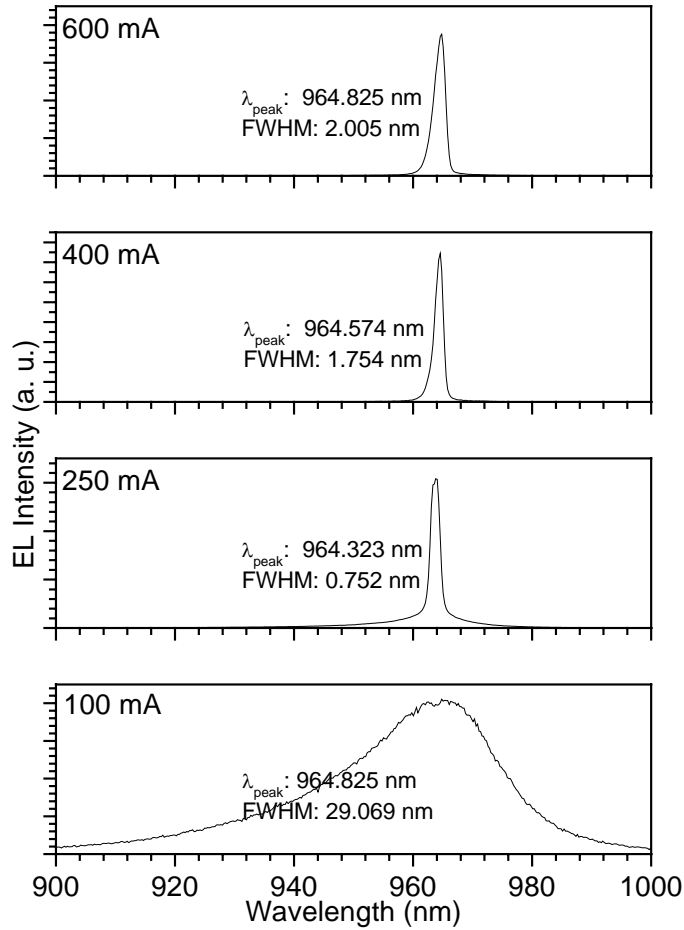 600 mA
λpeak: 964.825 nm
FWHM: 2.005 nm
400 mA
λpeak: 964.574 nm
FWHM: 1.754 nm
250 mA
λpeak: 964.323 nm
FWHM: 0.752 nm
100 mA
λpeak: 964.825 nm
FWHM: 29.069 nm
EL Intensity (a. u.)
900 920 940 960 980 1000
Wavelength (nm)